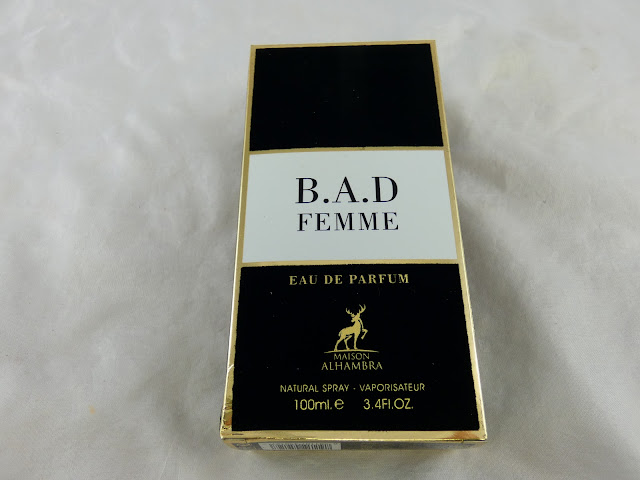 B.A.D
FEMME
EAU DE PARFUM
MAISON
ALHAMBRA
NATURAL SPRAY - VAPORISATEUR
100ml. e 3.4FL.OZ.